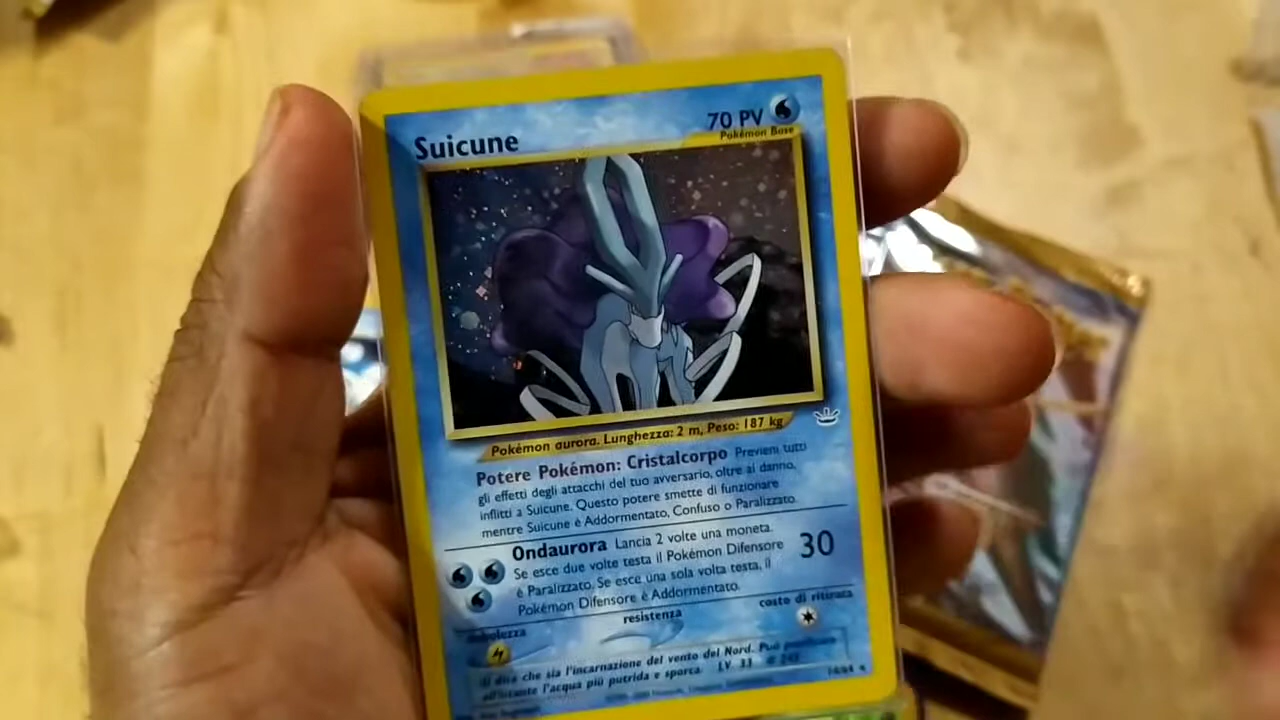 Suicune
70 PV
Pokémon Base
Pokémon aurora. Lunghezza: 2 m, Peso: 187 kg
Potere Pokémon: Cristalcorpo Previeni tutti
gli effetti degli attacchi del tuo avversario, oltre ai danno,
inflitti a Suicune. Questo potere smette di funzionare
mentre Suicune è Addormentato, Confuso o Paralizzato.
Ondaurora Lancia 2 volte una moneta.
Se esce due volte testa il Pokémon Difensore
è Paralizzato. Se esce una sola volta testa, il
Pokémon Difensore è Addormentato.
30
debolezza
resistenza
costo di ritirata
Si dice che sia l'incarnazione del vento del Nord. Può
all'istante l'acqua più putrida e sporca. LV. 33 # 245
14/64